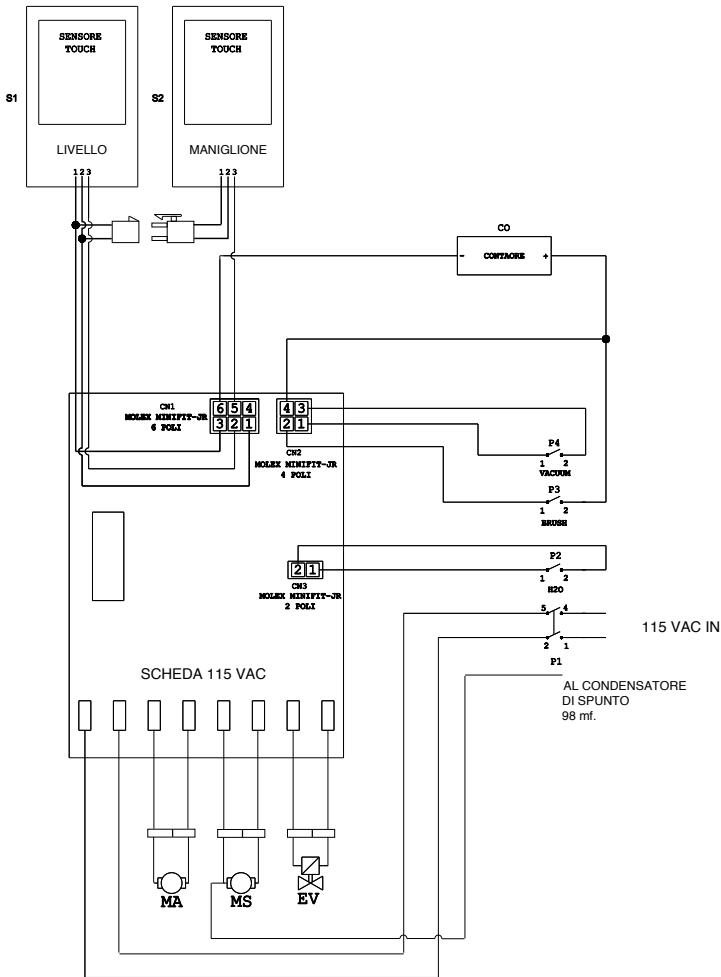 SENSORE
TOUCH
S1
LIVELLO
1 2 3
SENSORE
TOUCH
S2
MANIGLIONE
1 2 3
CO
- CONTAORE +
CN1
MOLEX MINIFIT-JR
6 POLI
6 5 4
3 2 1
4 3
2 1
CN2
MOLEX MINIFIT-JR
4 POLI
P4
1 2
VACUUM
P3
1 2
BRUSH
2 1
CN3
MOLEX MINIFIT-JR
2 POLI
P2
1 2
H2O
5 4
2 1
P1
115 VAC IN
SCHEDA 115 VAC
AL CONDENSATORE
DI SPUNTO
98 mf.
MA
MS
EV